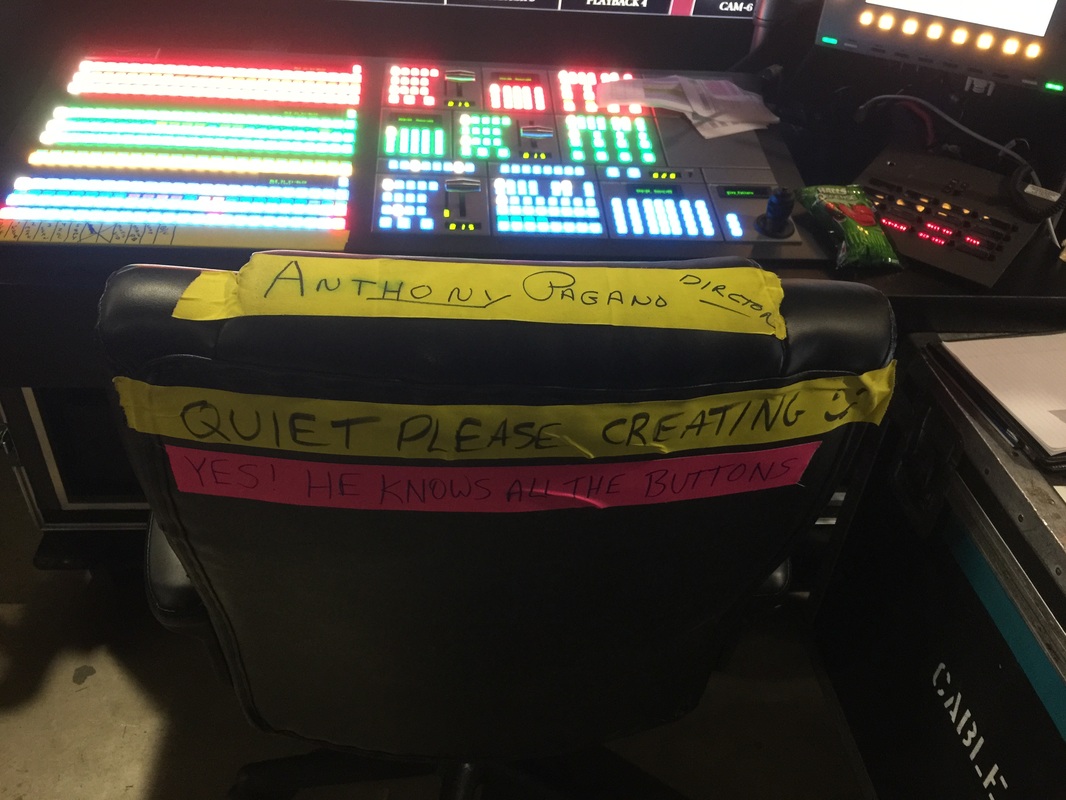 PLAYBACK 4
CAM-6
ANTHONY PAGANO DIRCTOR
QUIET PLEASE CREATING
YES! HE KNOWS ALL THE BUTTONS
CABLE